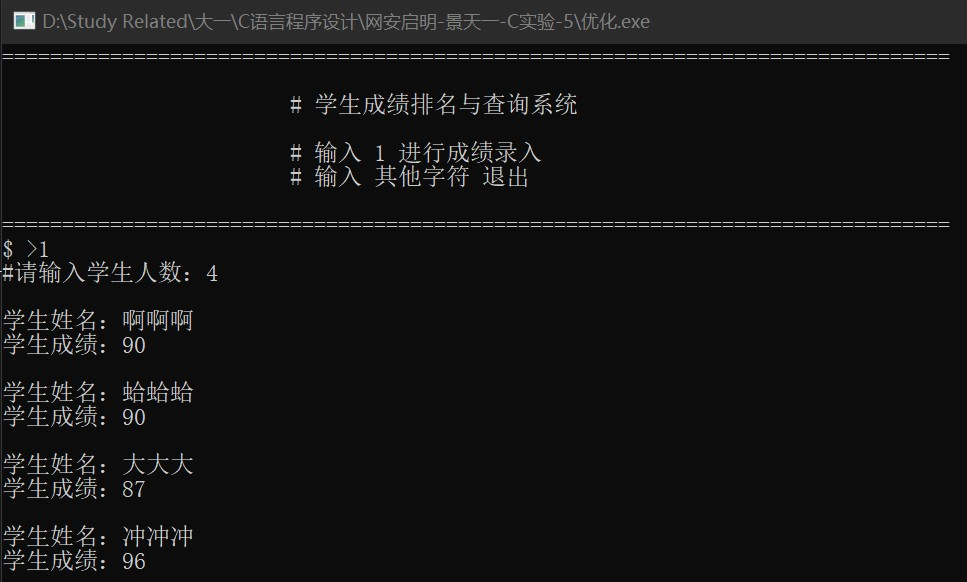 D:\Study Related\大一\C语言程序设计\网安启明-景天一-C实验-5\优化.exe
===============================================================================
# 学生成绩排名与查询系统
# 输入 1 进行成绩录入
# 输入 其他字符 退出
===============================================================================
$ >1
#请输入学生人数：4
学生姓名：啊啊啊
学生成绩：90
学生姓名：蛤蛤蛤
学生成绩：90
学生姓名：大大大
学生成绩：87
学生姓名：冲冲冲
学生成绩：96